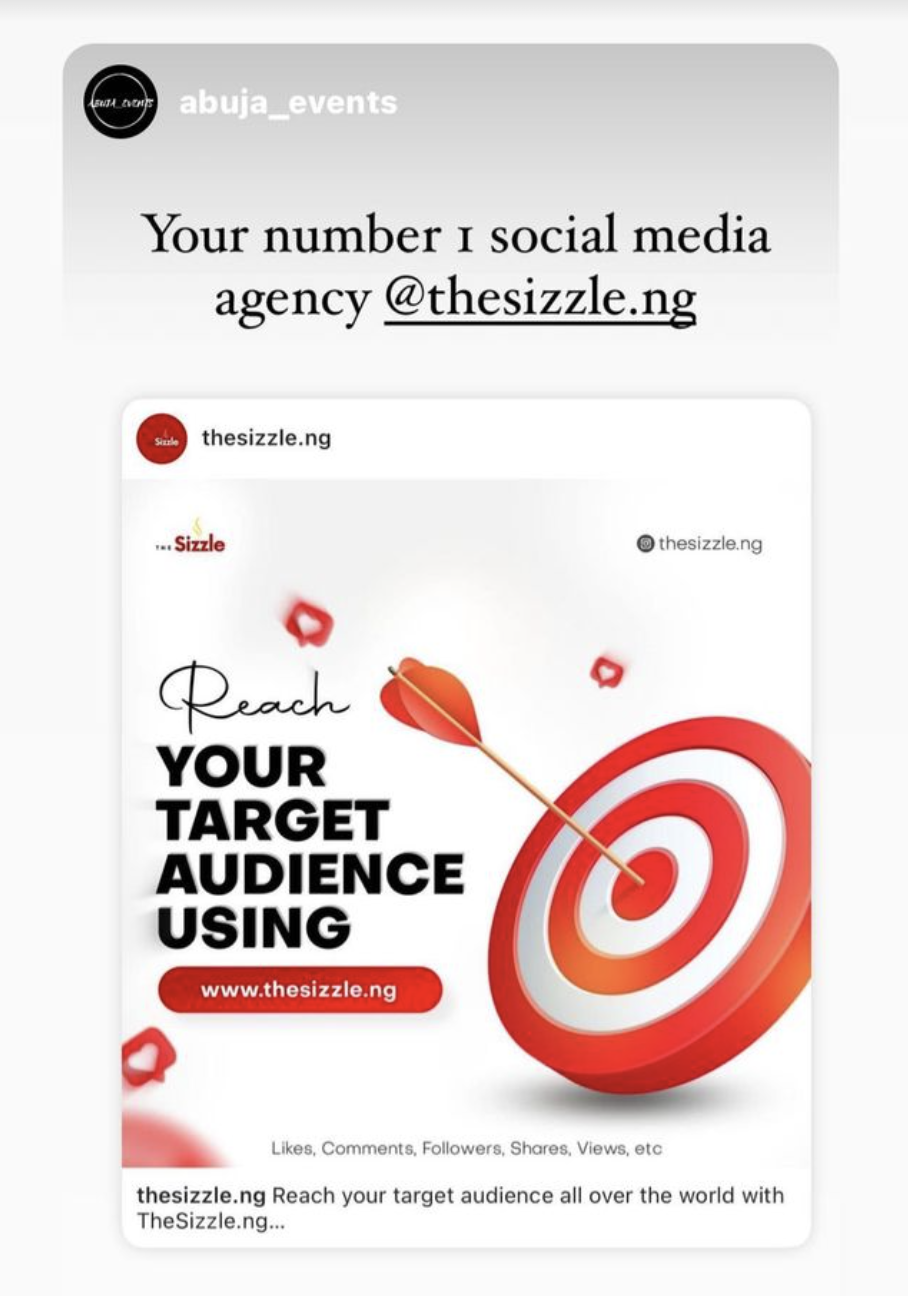 ABUJA_EVENTS
abuja_events
Your number 1 social media
agency @thesizzle.ng
Sizzle
thesizzle.ng
THE Sizzle
thesizzle.ng
Reach
YOUR
TARGET
AUDIENCE
USING
www.thesizzle.ng
Likes, Comments, Followers, Shares, Views, etc
thesizzle.ng Reach your target audience all over the world with
TheSizzle.ng...